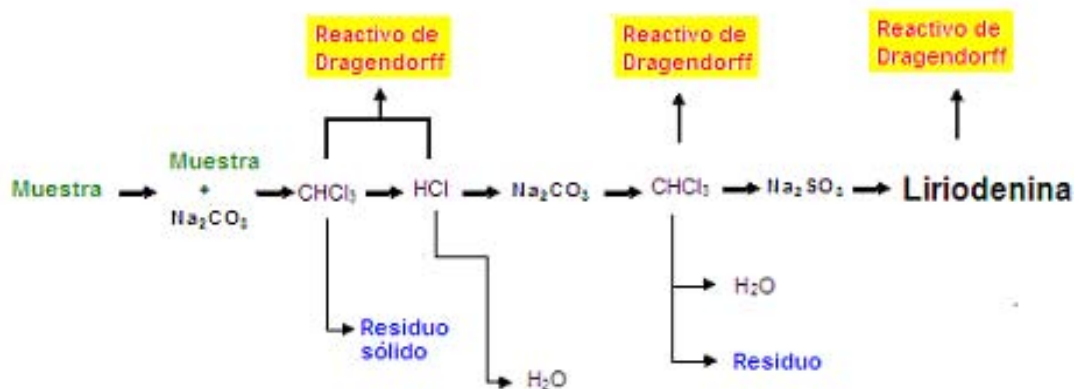 Reactivo de
Dragendorff
Reactivo de
Dragendorff
Reactivo de
Dragendorff
Muestra
Muestra
+
Na₂CO₃
CHCl₃
HCl
Na₂CO₃
CHCl₃
Na₂SO₄
Liriodenina
Residuo
sólido
H₂O
H₂O
Residuo